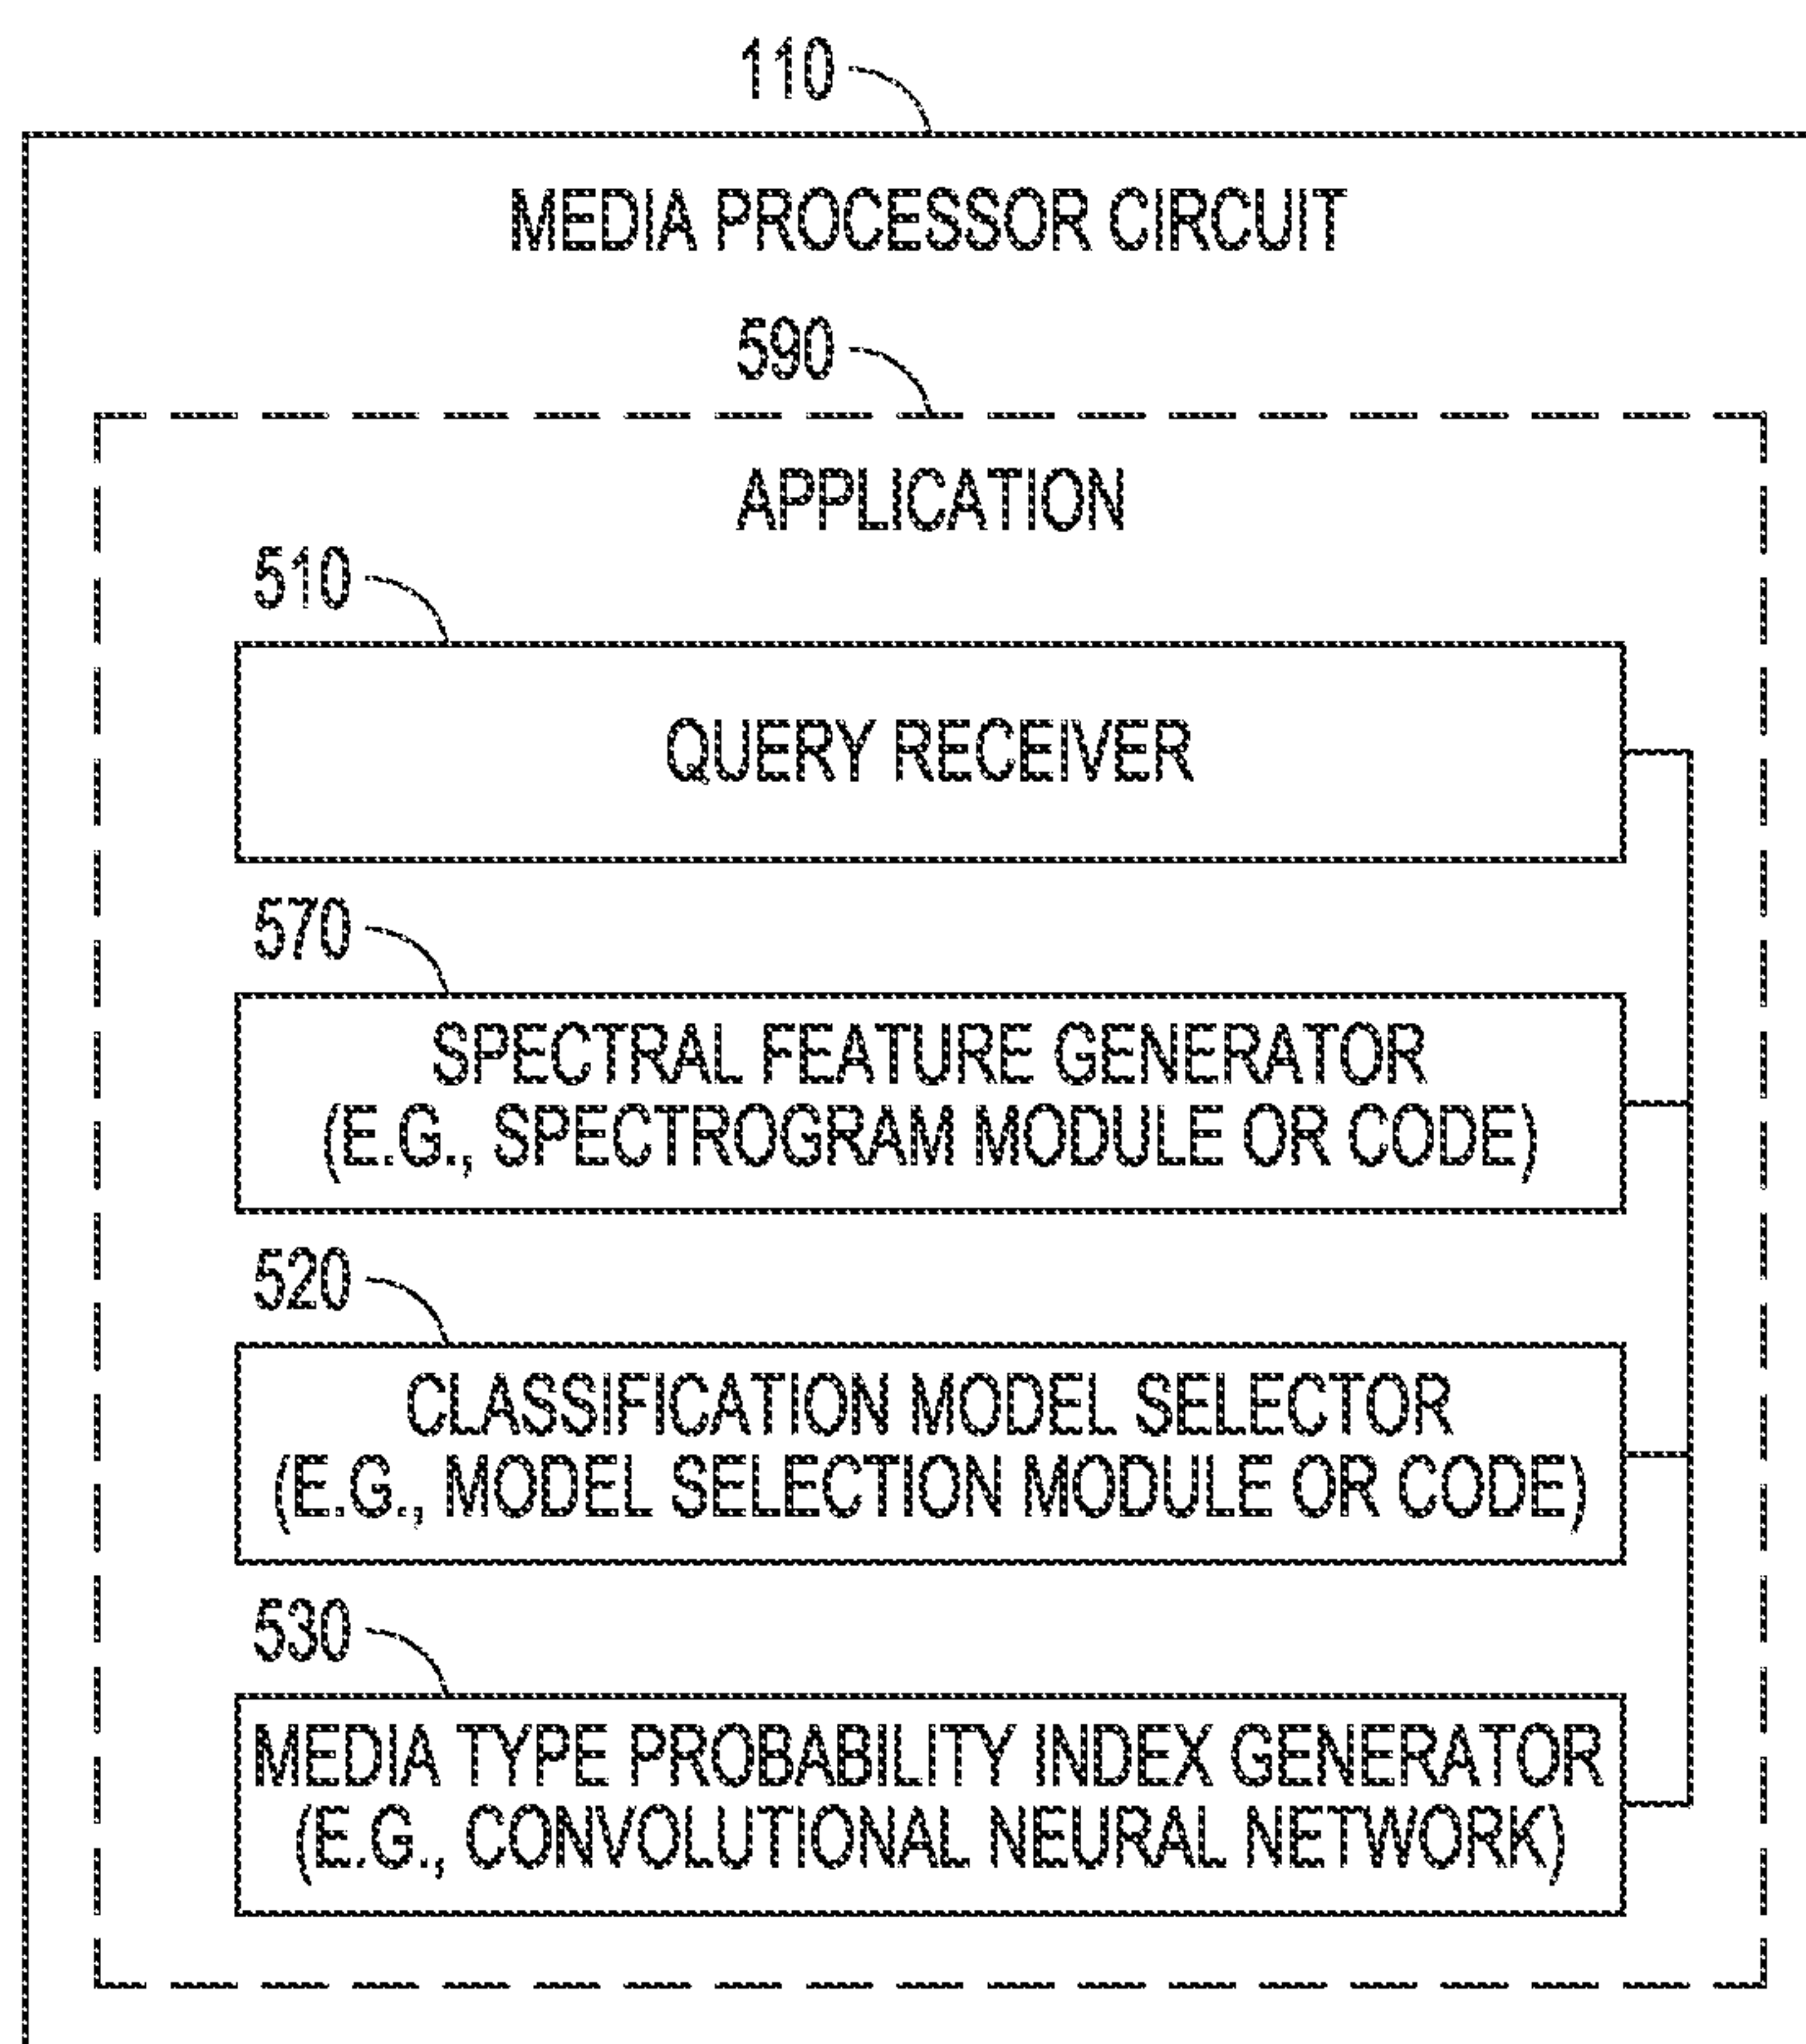 110
MEDIA PROCESSOR CIRCUIT
590
APPLICATION
510
QUERY RECEIVER
570
SPECTRAL FEATURE GENERATOR
(E.G., SPECTROGRAM MODULE OR CODE)
520
CLASSIFICATION MODEL SELECTOR
(E.G., MODEL SELECTION MODULE OR CODE)
530
MEDIA TYPE PROBABILITY INDEX GENERATOR
(E.G., CONVOLUTIONAL NEURAL NETWORK)